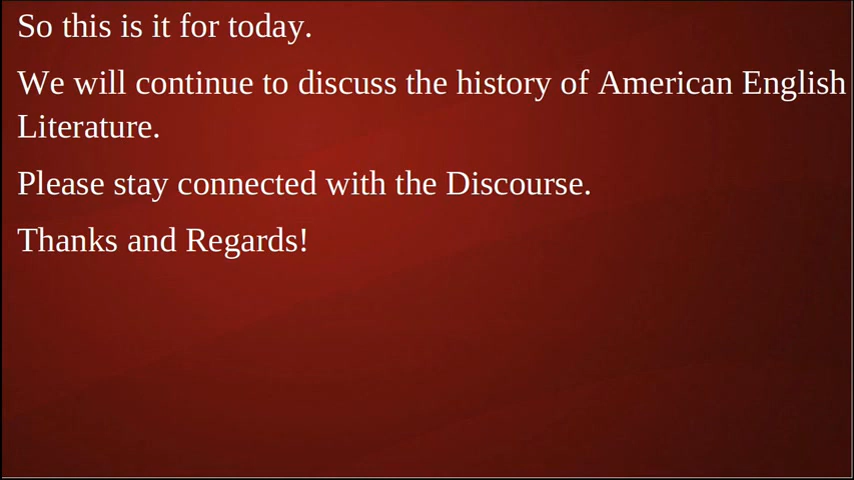 So this is it for today.
We will continue to discuss the history of American English
Literature.
Please stay connected with the Discourse.
Thanks and Regards!